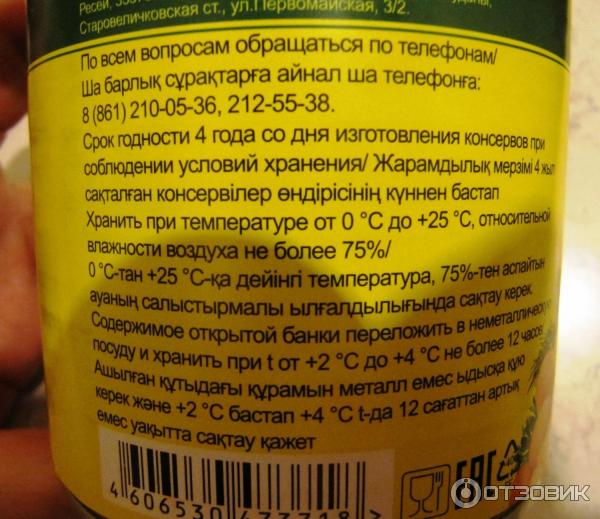 Старовеличковская ст., ул.Первомайская, 3/2.
По всем вопросам обращаться по телефонам/
Ша барлық сұрақтарға айнал ша телефонға:
8 (861) 210-05-36, 212-55-38.
Срок годности 4 года со дня изготовления консервов при
соблюдении условий хранения/ Жарамдылық мерзімі 4 жыл
сақталған консервілер өндірісінің күннен бастап
Хранить при температуре от 0 °C до +25 °C, относительной
влажности воздуха не более 75%/
0 °C-тан +25 °C-қа дейінгі температура, 75%-тен аспайтын
ауаның салыстырмалы ылғалдылығында сақтау керек.
Содержимое открытой банки переложить в неметаллическую
посуду и хранить при t от +2 °C до +4 °C не более 12 часов
Ашылған құтыдағы құрамын металл емес ыдысқа құю
керек және +2 °C бастап +4 °C t-да 12 сағаттан артық
емес уақытта сақтау қажет
4 606530 477718 >
EAC
ОТЗОВИК